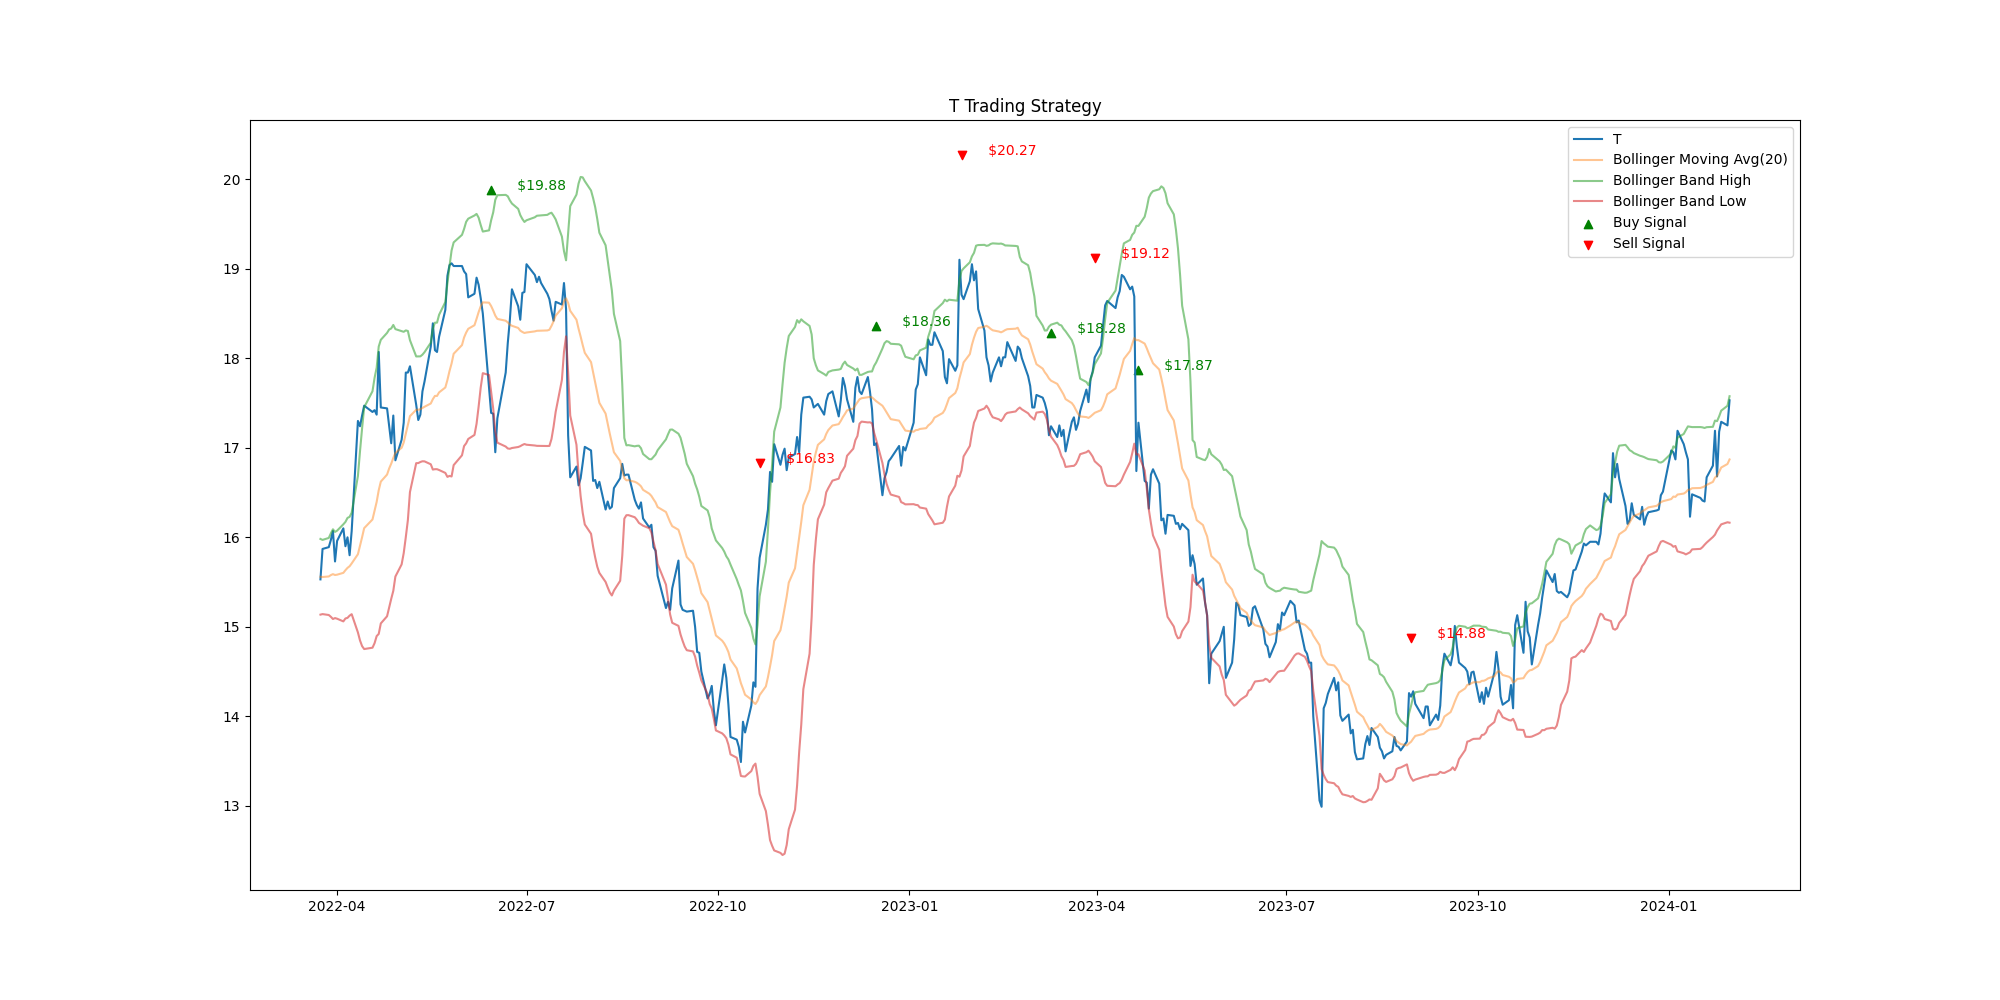 T Trading Strategy
T
Bollinger Moving Avg(20)
Bollinger Band High
Bollinger Band Low
Buy Signal
Sell Signal
$20.27
$19.88
$19.12
$18.36
$18.28
$17.87
$16.83
$14.88
20
19
18
17
16
15
14
13
2022-04 2022-07 2022-10 2023-01 2023-04 2023-07 2023-10 2024-01